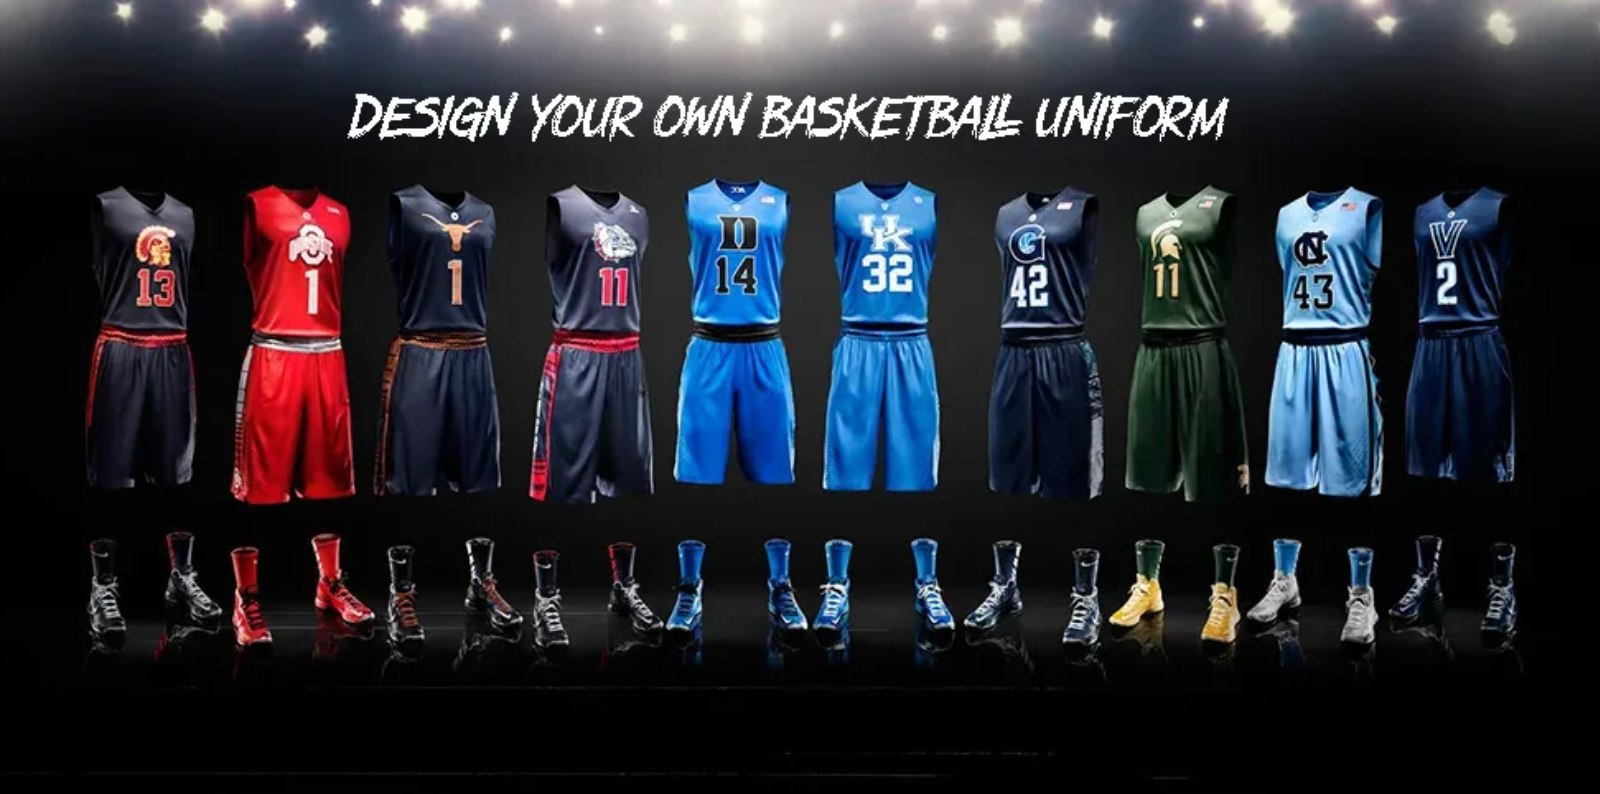 DESIGN YOUR OWN BASKETBALL UNIFORM
13
1
1
11
D
14
UK
32
G
42
11
NC
43
V
2